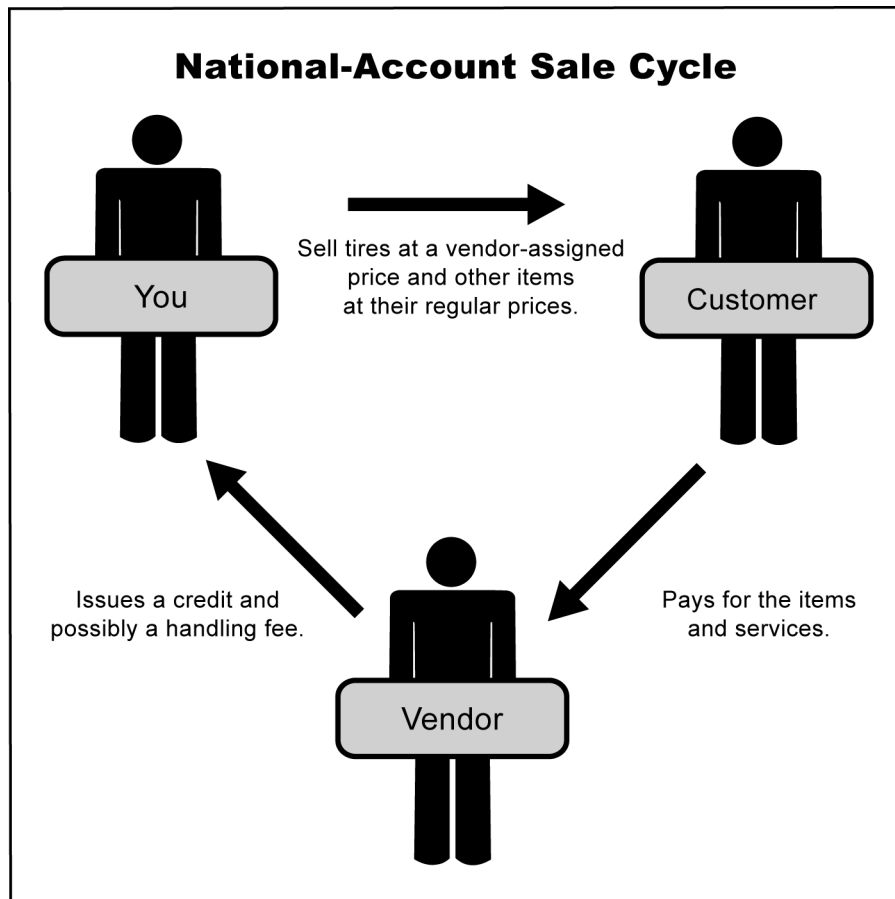 National-Account Sale Cycle
You
Sell tires at a vendor-assigned
price and other items
at their regular prices.
Customer
Issues a credit and
possibly a handling fee.
Pays for the items
and services.
Vendor